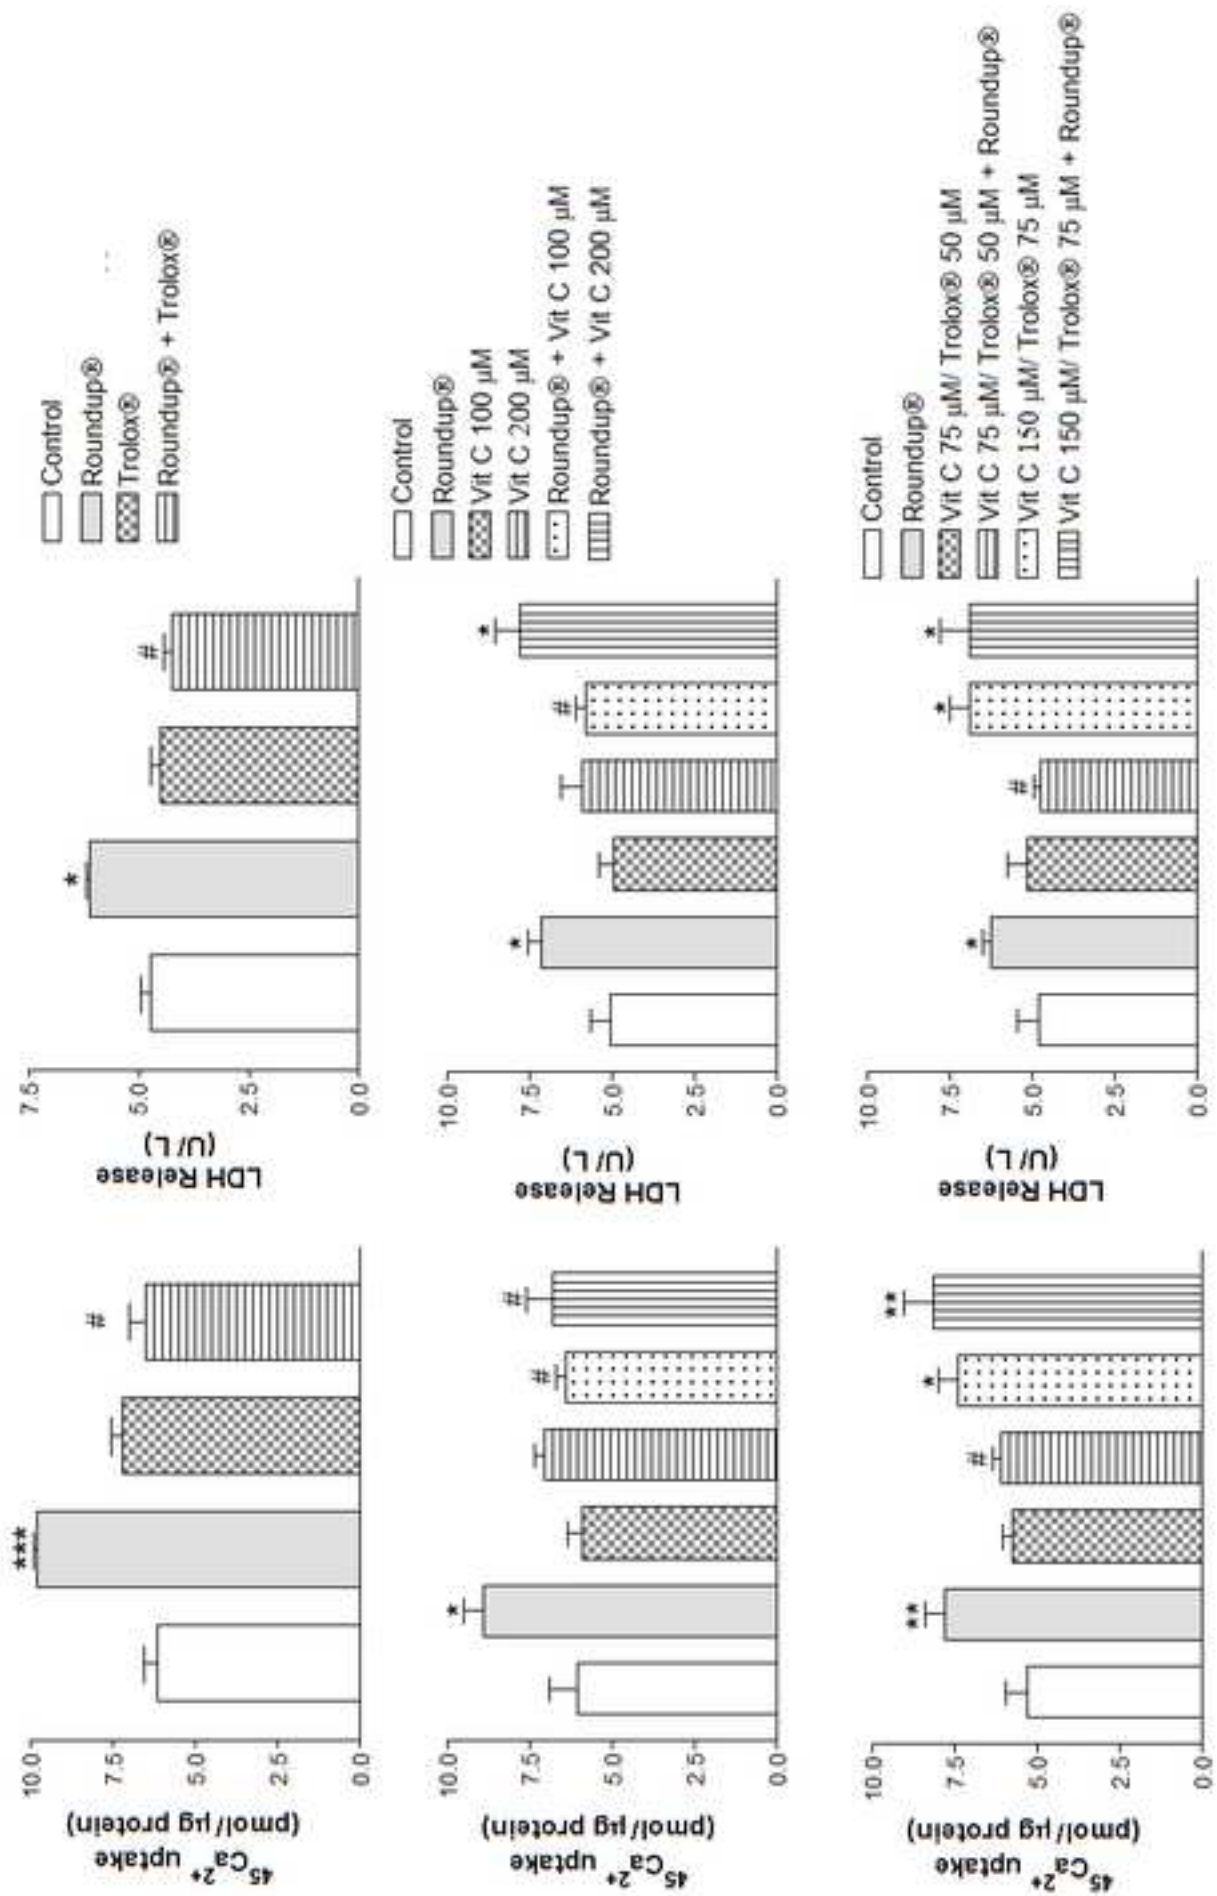 10.0
7.5
5.0
2.5
0.0
⁴⁵Ca²⁺ uptake
(pmol/µg protein)
***
#
7.5
5.0
2.5
0.0
LDH Release
(U/L)
*
#
Control
Roundup®
Trolox®
Roundup® + Trolox®
10.0
7.5
5.0
2.5
0.0
⁴⁵Ca²⁺ uptake
(pmol/µg protein)
*
#
#
10.0
7.5
5.0
2.5
0.0
LDH Release
(U/L)
*
#
*
Control
Roundup®
Vit C 100 µM
Vit C 200 µM
Roundup® + Vit C 100 µM
Roundup® + Vit C 200 µM
10.0
7.5
5.0
2.5
0.0
⁴⁵Ca²⁺ uptake
(pmol/µg protein)
**
#
*
**
10.0
7.5
5.0
2.5
0.0
LDH Release
(U/L)
*
#
*
*
Control
Roundup®
Vit C 75 µM/ Trolox® 50 µM
Vit C 75 µM/ Trolox® 50 µM + Roundup®
Vit C 150 µM/ Trolox® 75 µM
Vit C 150 µM/ Trolox® 75 µM + Roundup®